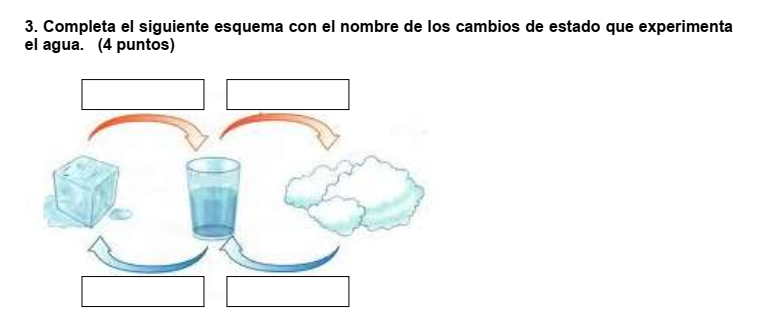 3. Completa el siguiente esquema con el nombre de los cambios de estado que experimenta
el agua. (4 puntos)